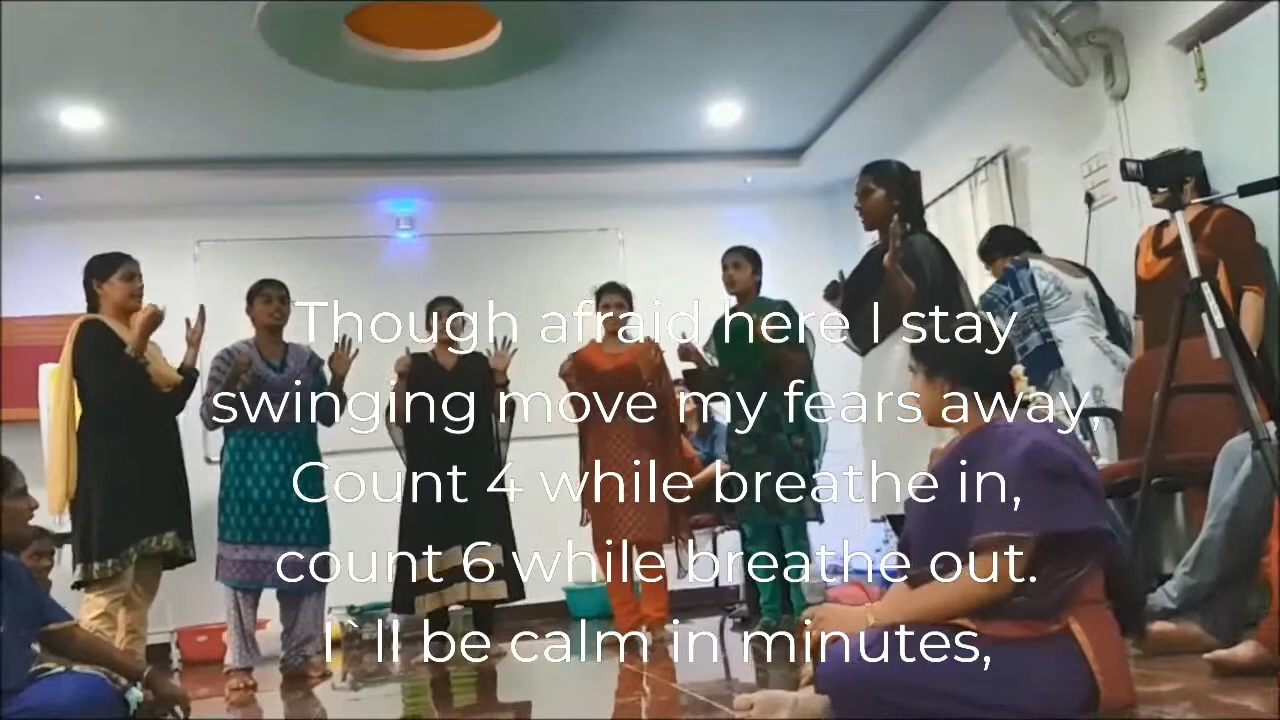 Though afraid here I stay
swinging move my fears away,
Count 4 while breathe in,
count 6 while breathe out.
I`ll be calm in minutes,